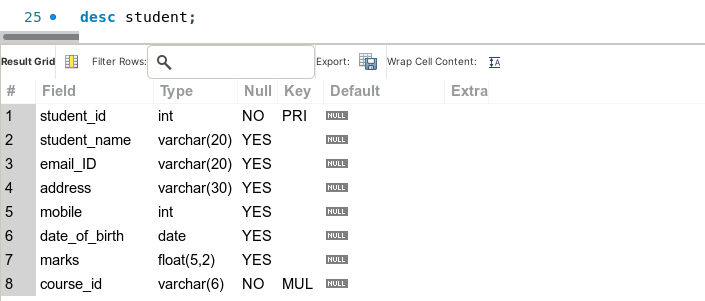 25 desc student;
Result Grid Filter Rows: Export: Wrap Cell Content: IA
# Field Type Null Key Default Extra
1 student_id int NO PRI NULL
2 student_name varchar(20) YES NULL
3 email_ID varchar(20) YES NULL
4 address varchar(30) YES NULL
5 mobile int YES NULL
6 date_of_birth date YES NULL
7 marks float(5,2) YES NULL
8 course_id varchar(6) NO MUL NULL